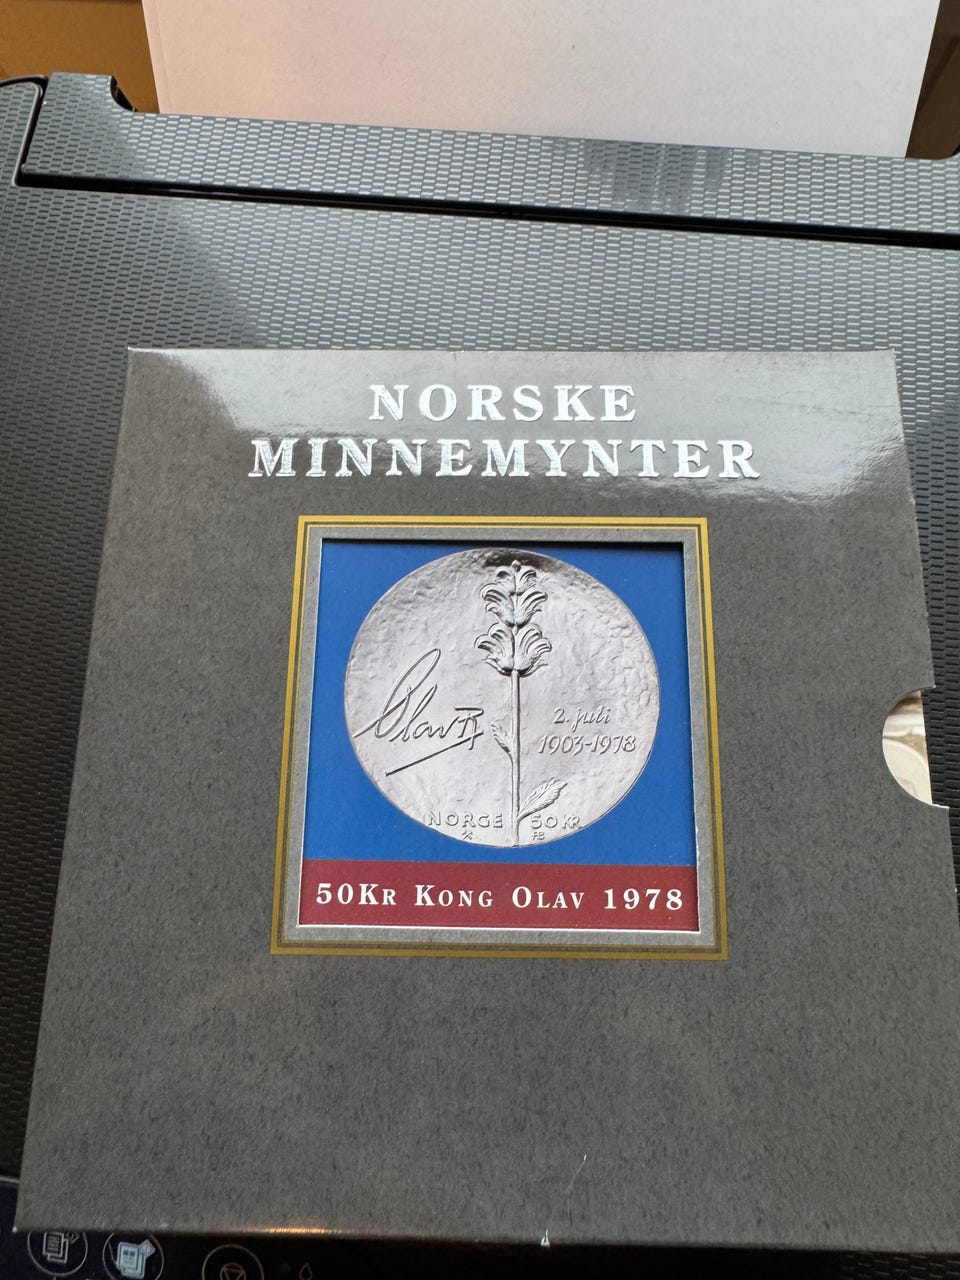 NORSKE
MINNEMYNTER
Olav R
2. juli
1903-1978
NORGE 50 KR
50KR KONG OLAV 1978